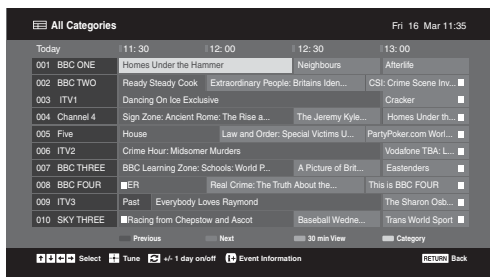 All Categories Fri 16 Mar 11:35
Today 11: 30 12: 00 12: 30 13: 00
001 BBC ONE Homes Under the Hammer Neighbours Afterlife
002 BBC TWO Ready Steady Cook Extraordinary People: Britains Iden... CSI: Crime Scene Inv...
003 ITV1 Dancing On Ice Exclusive Cracker
004 Channel 4 Sign Zone: Ancient Rome: The Rise a... The Jeremy Kyle... Homes Under th...
005 Five House Law and Order: Special Victims U... PartyPoker.com Worl...
006 ITV2 Crime Hour: Midsomer Murders Vodafone TBA: L...
007 BBC THREE BBC Learning Zone: Schools: World P... A Picture of Brit... Eastenders
008 BBC FOUR ER Real Crime: The Truth About the... This is BBC FOUR
009 ITV3 Past Everybody Loves Raymond The Sharon Osb...
010 SKY THREE Racing from Chepstow and Ascot Baseball Wedne... Trans World Sport
Previous Next 30 min View Category
Select Tune +/- 1 day on/off Event Information RETURN Back